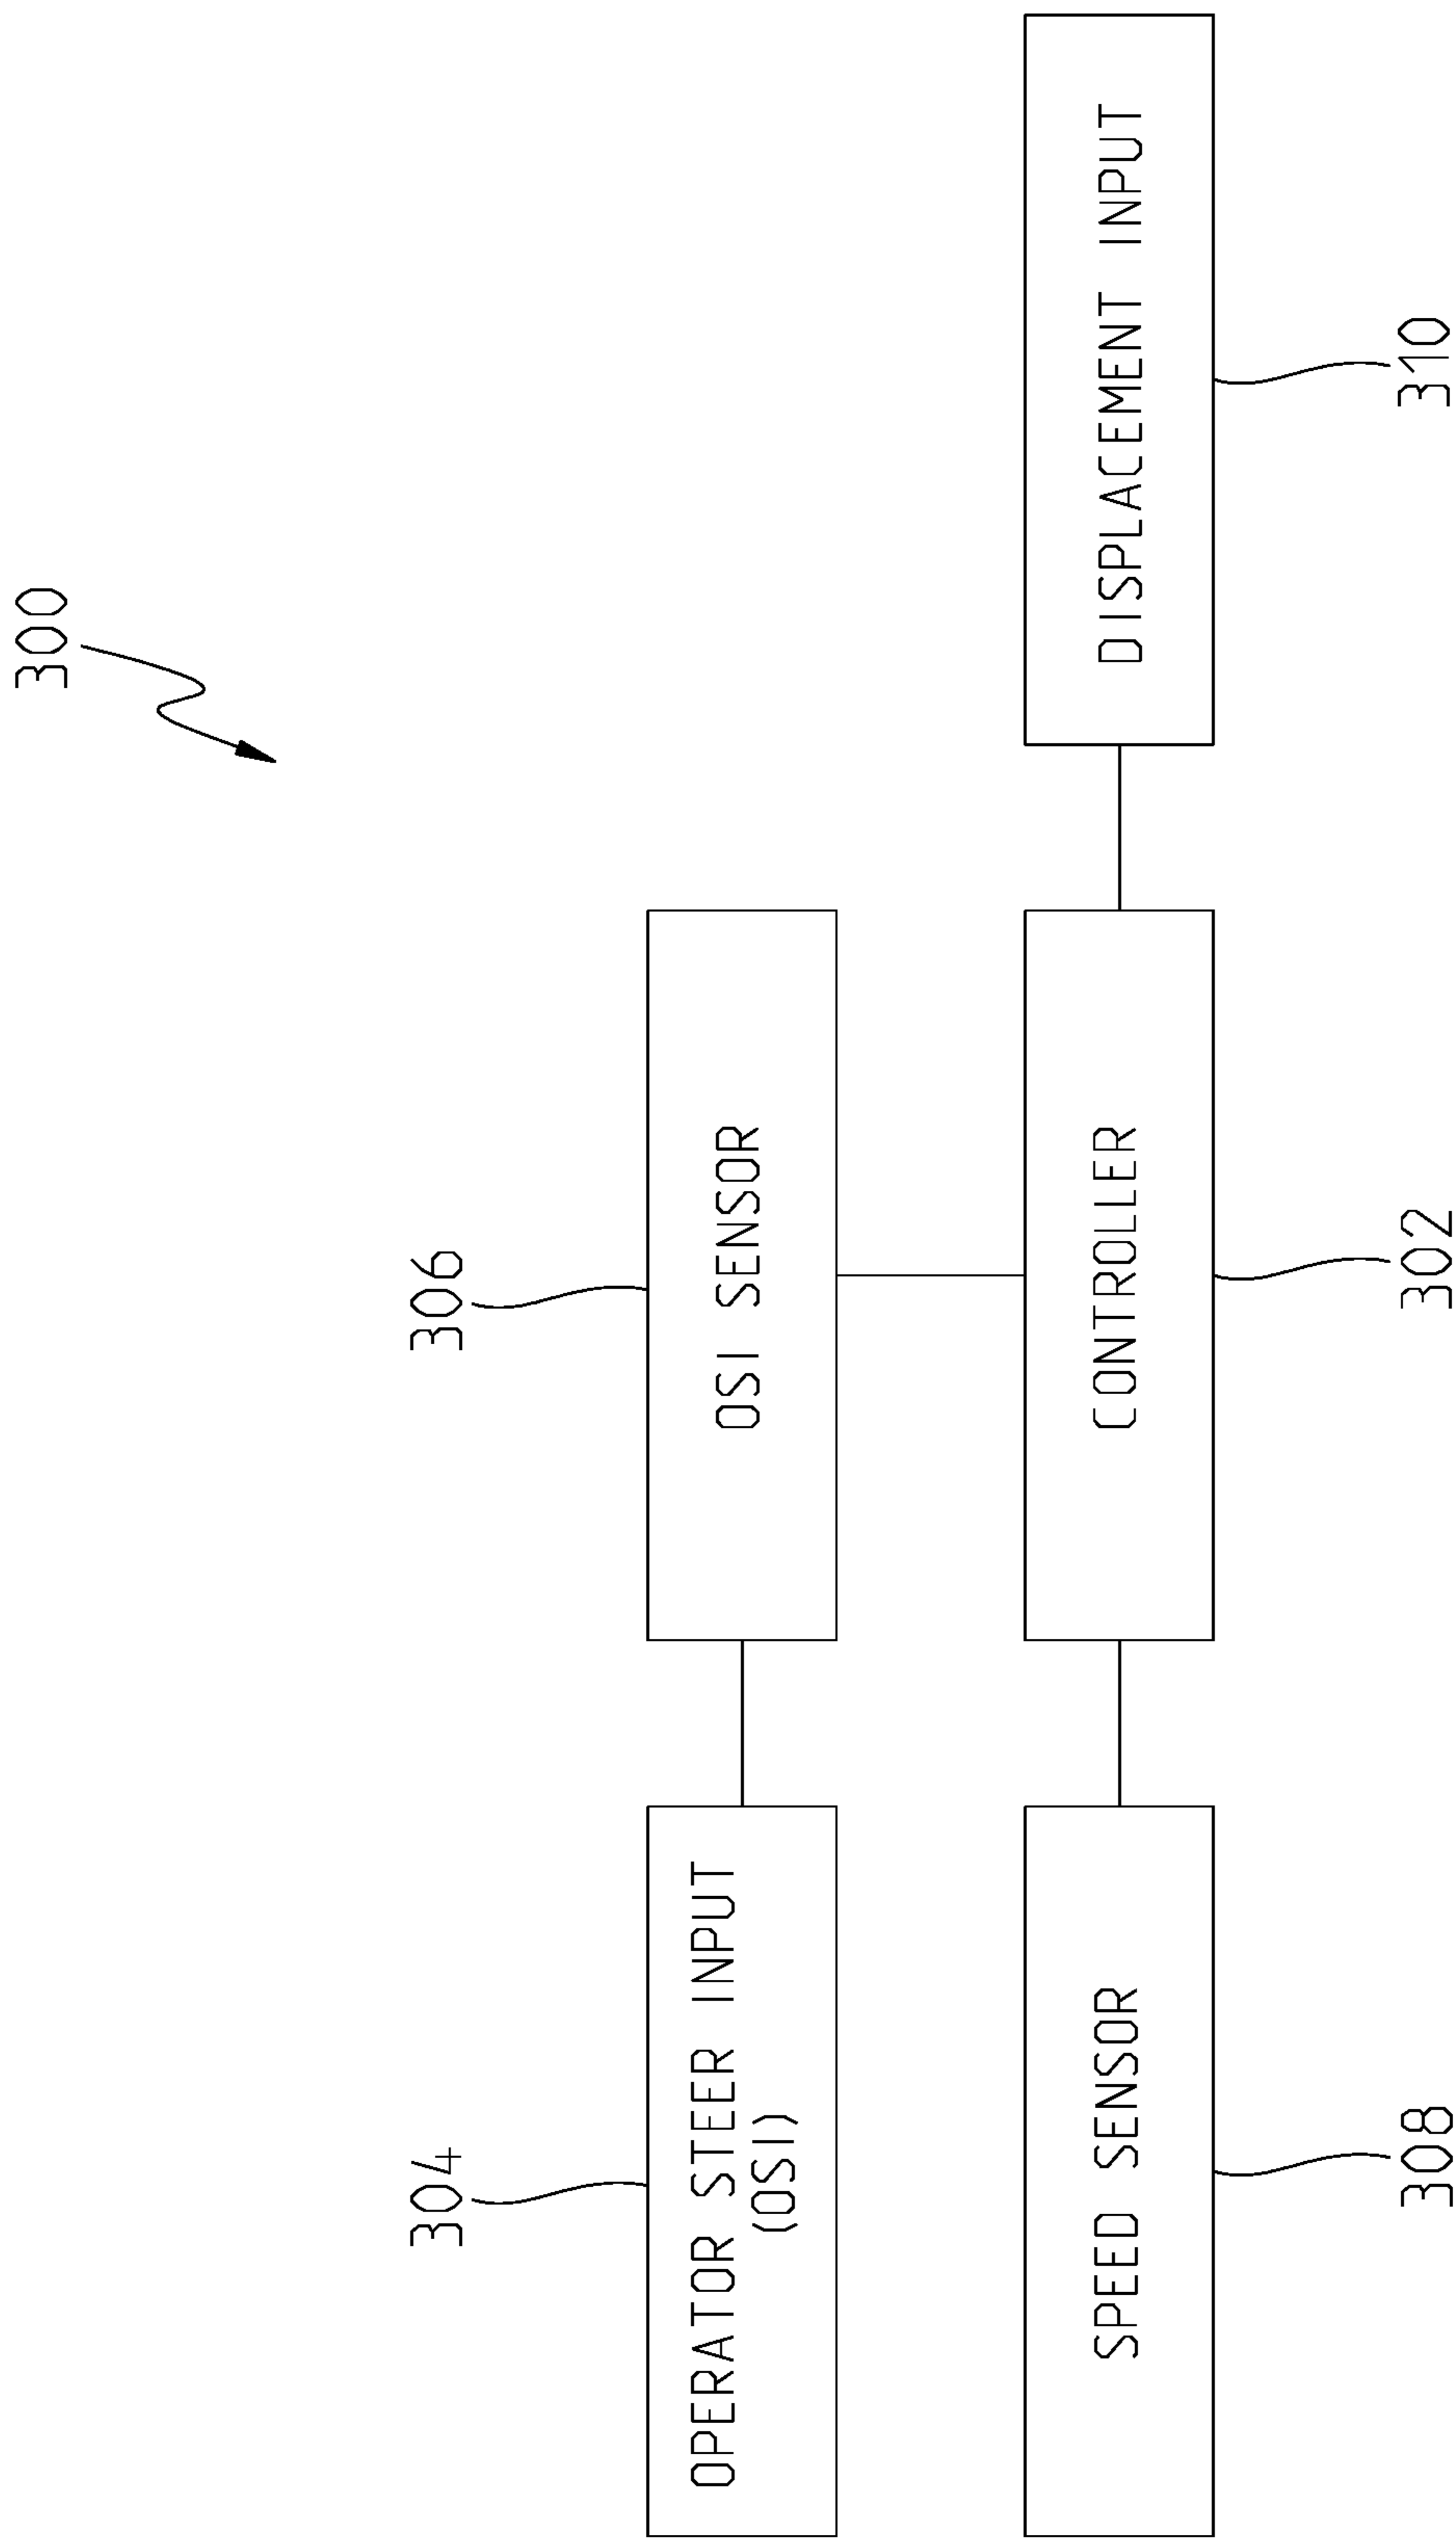 300
304
306
OPERATOR STEER INPUT
(OSI)
OSI SENSOR
SPEED SENSOR
CONTROLLER
DISPLACEMENT INPUT
308
302
310